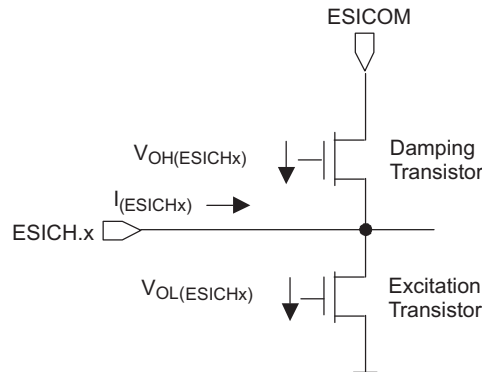 ESICOM
VOH(ESICHx)
Damping
Transistor
I(ESICHx)
ESICH.x
VOL(ESICHx)
Excitation
Transistor